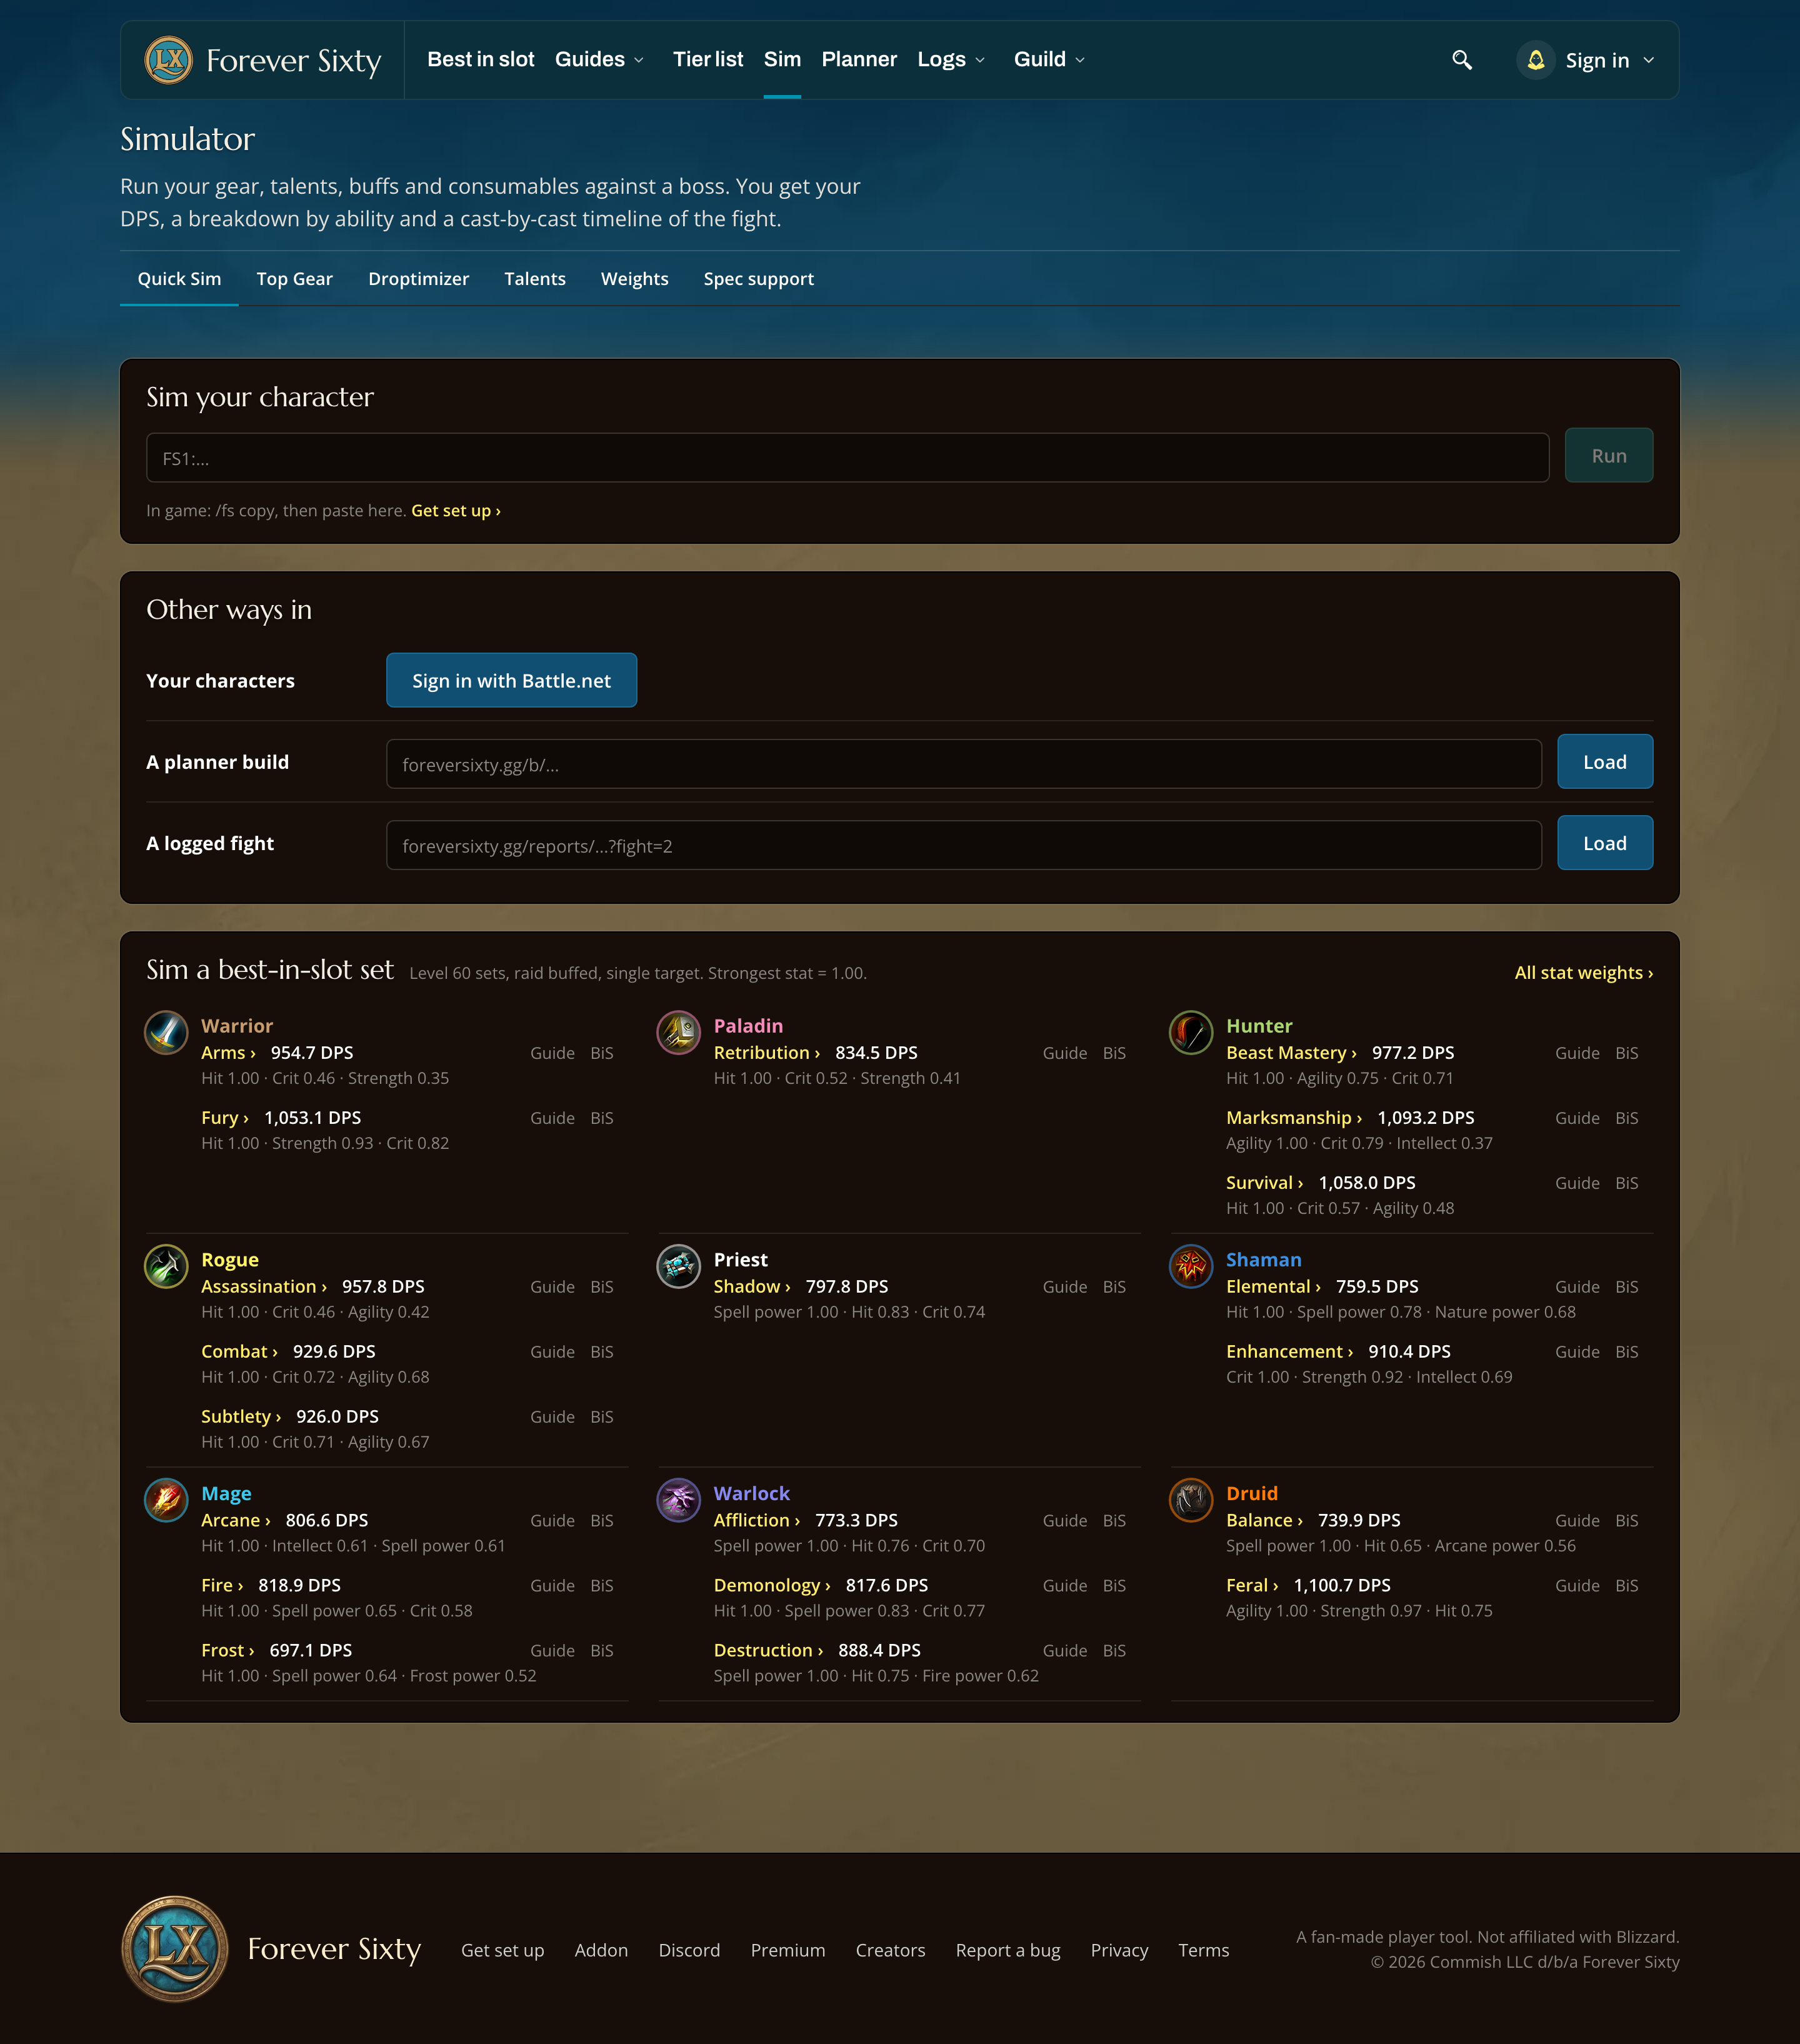 LX Forever Sixty
Best in slot Guides Tier list Sim Planner Logs Guild
Sign in
Simulator
Run your gear, talents, buffs and consumables against a boss. You get your
DPS, a breakdown by ability and a cast-by-cast timeline of the fight.
Quick Sim Top Gear Droptimizer Talents Weights Spec support
Sim your character
FS1:...
Run
In game: /fs copy, then paste here. Get set up ›
Other ways in
Your characters
Sign in with Battle.net
A planner build
foreversixty.gg/b/...
Load
A logged fight
foreversixty.gg/reports/...?fight=2
Load
Sim a best-in-slot set Level 60 sets, raid buffed, single target. Strongest stat = 1.00. All stat weights ›
Warrior
Arms › 954.7 DPS Guide BiS
Hit 1.00 · Crit 0.46 · Strength 0.35
Fury › 1,053.1 DPS Guide BiS
Hit 1.00 · Strength 0.93 · Crit 0.82
Paladin
Retribution › 834.5 DPS Guide BiS
Hit 1.00 · Crit 0.52 · Strength 0.41
Hunter
Beast Mastery › 977.2 DPS Guide BiS
Hit 1.00 · Agility 0.75 · Crit 0.71
Marksmanship › 1,093.2 DPS Guide BiS
Agility 1.00 · Crit 0.79 · Intellect 0.37
Survival › 1,058.0 DPS Guide BiS
Hit 1.00 · Crit 0.57 · Agility 0.48
Rogue
Assassination › 957.8 DPS Guide BiS
Hit 1.00 · Crit 0.46 · Agility 0.42
Combat › 929.6 DPS Guide BiS
Hit 1.00 · Crit 0.72 · Agility 0.68
Subtlety › 926.0 DPS Guide BiS
Hit 1.00 · Crit 0.71 · Agility 0.67
Priest
Shadow › 797.8 DPS Guide BiS
Spell power 1.00 · Hit 0.83 · Crit 0.74
Shaman
Elemental › 759.5 DPS Guide BiS
Hit 1.00 · Spell power 0.78 · Nature power 0.68
Enhancement › 910.4 DPS Guide BiS
Crit 1.00 · Strength 0.92 · Intellect 0.69
Mage
Arcane › 806.6 DPS Guide BiS
Hit 1.00 · Intellect 0.61 · Spell power 0.61
Fire › 818.9 DPS Guide BiS
Hit 1.00 · Spell power 0.65 · Crit 0.58
Frost › 697.1 DPS Guide BiS
Hit 1.00 · Spell power 0.64 · Frost power 0.52
Warlock
Affliction › 773.3 DPS Guide BiS
Spell power 1.00 · Hit 0.76 · Crit 0.70
Demonology › 817.6 DPS Guide BiS
Hit 1.00 · Spell power 0.83 · Crit 0.77
Destruction › 888.4 DPS Guide BiS
Spell power 1.00 · Hit 0.75 · Fire power 0.62
Druid
Balance › 739.9 DPS Guide BiS
Spell power 1.00 · Hit 0.65 · Arcane power 0.56
Feral › 1,100.7 DPS Guide BiS
Agility 1.00 · Strength 0.97 · Hit 0.75
LX Forever Sixty
Get set up Addon Discord Premium Creators Report a bug Privacy Terms
A fan-made player tool. Not affiliated with Blizzard.
© 2026 Commish LLC d/b/a Forever Sixty